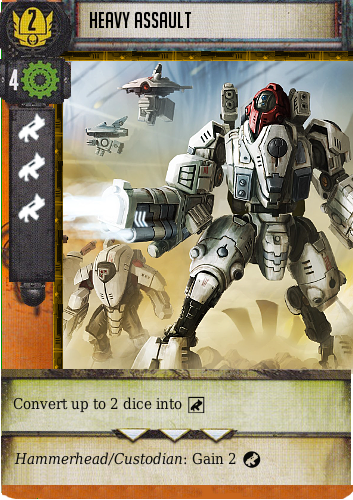 2
HEAVY ASSAULT
4
Convert up to 2 dice into
Hammerhead/Custodian: Gain 2